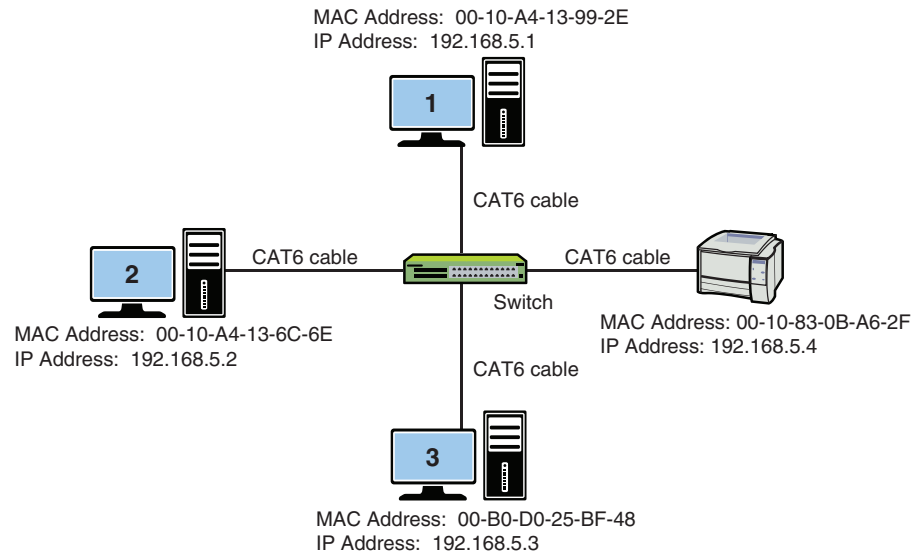 MAC Address: 00-10-A4-13-99-2E
IP Address: 192.168.5.1
1
CAT6 cable
2
CAT6 cable
CAT6 cable
Switch
MAC Address: 00-10-A4-13-6C-6E
IP Address: 192.168.5.2
MAC Address: 00-10-83-0B-A6-2F
IP Address: 192.168.5.4
CAT6 cable
3
MAC Address: 00-B0-D0-25-BF-48
IP Address: 192.168.5.3